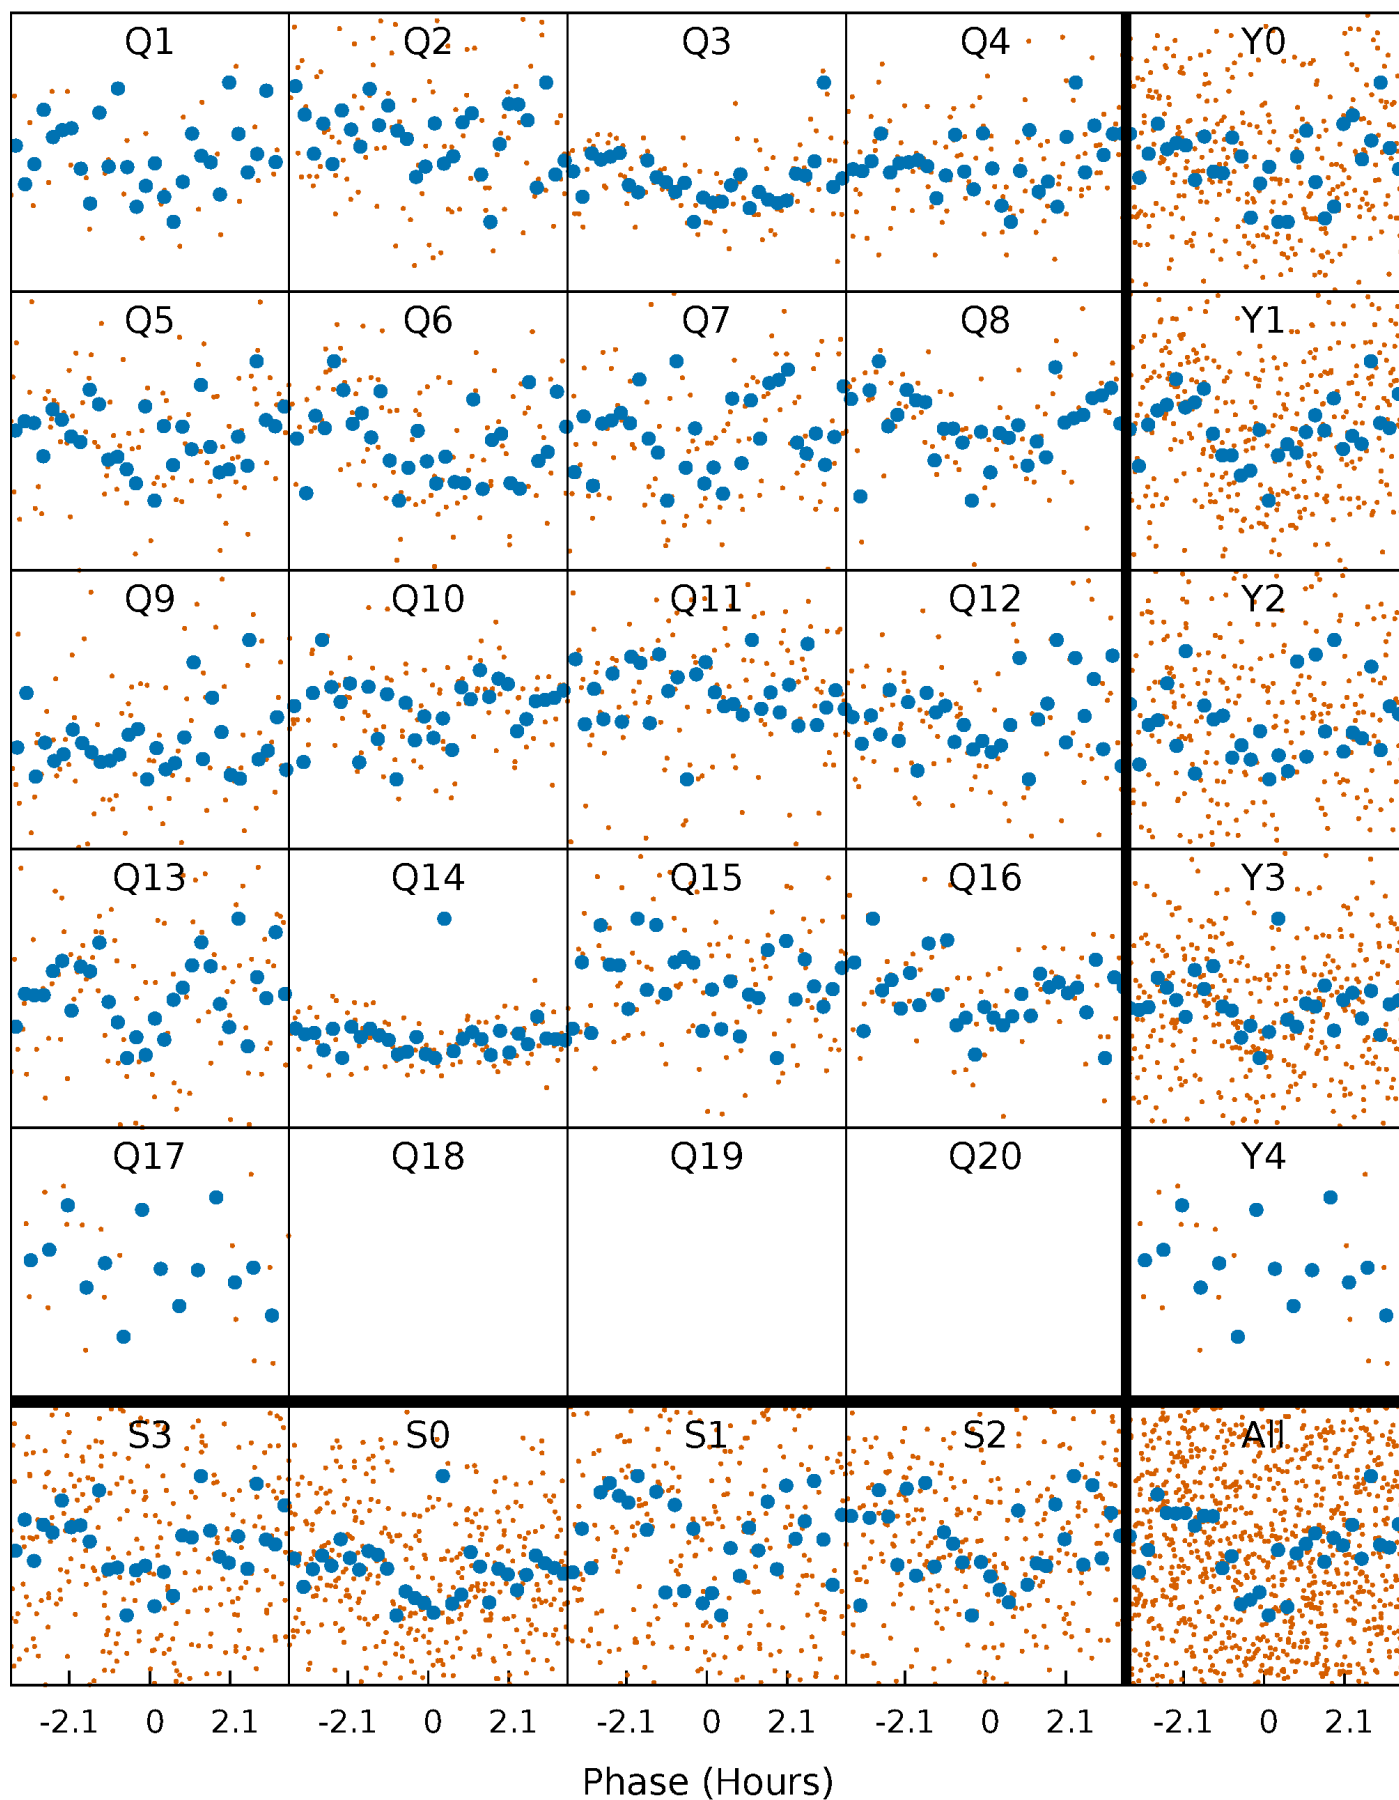 Q1 Q2 Q3 Q4 Y0
Q5 Q6 Q7 Q8 Y1
Q9 Q10 Q11 Q12 Y2
Q13 Q14 Q15 Q16 Y3
Q17 Q18 Q19 Q20 Y4
S3 S0 S1 S2 All
-2.1 0 2.1 -2.1 0 2.1 -2.1 0 2.1 -2.1 0 2.1 -2.1 0 2.1
Phase (Hours)